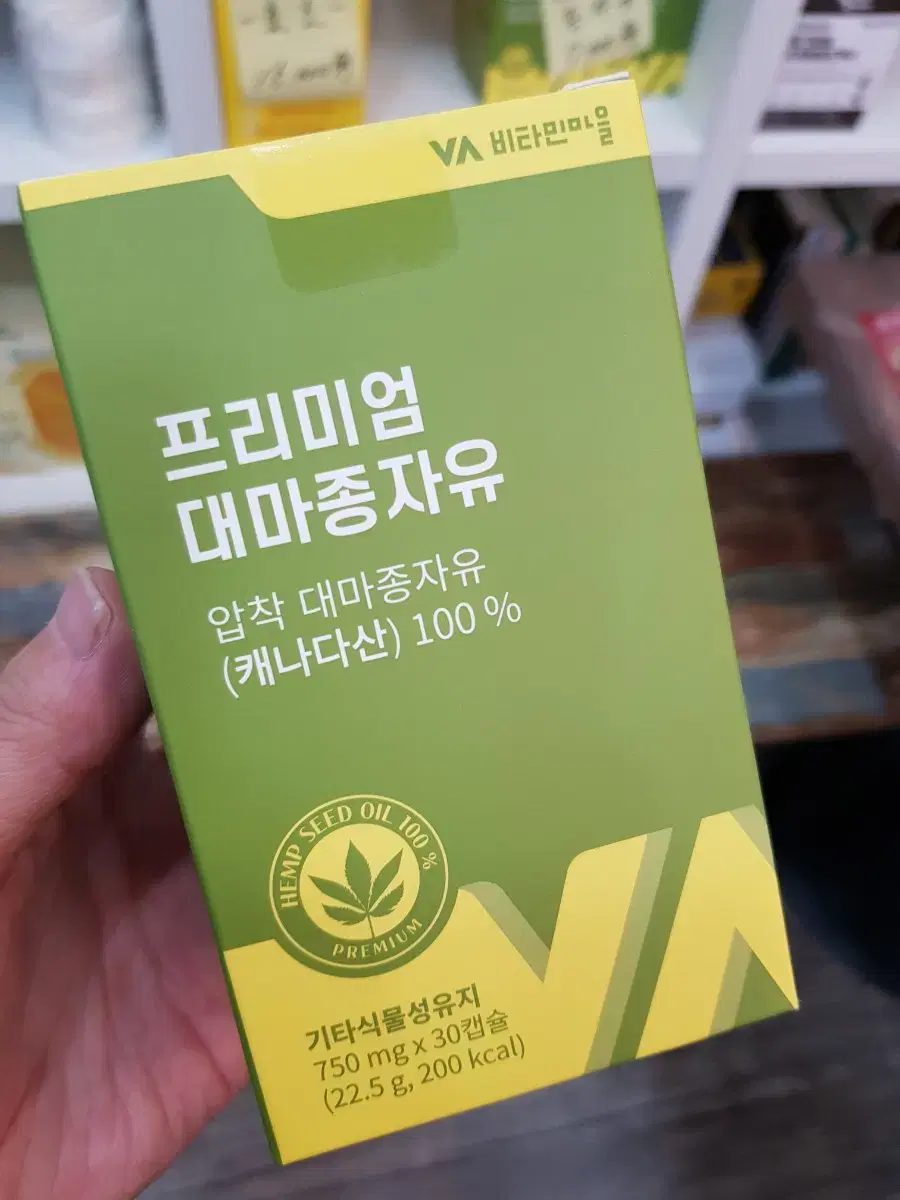 VA 비타민마을
프리미엄
대마종자유
압착 대마종자유
(캐나다산) 100 %
HEMP SEED OIL 100 %
PREMIUM
기타식물성유지
750 mg x 30캡슐
(22.5 g, 200 kcal)